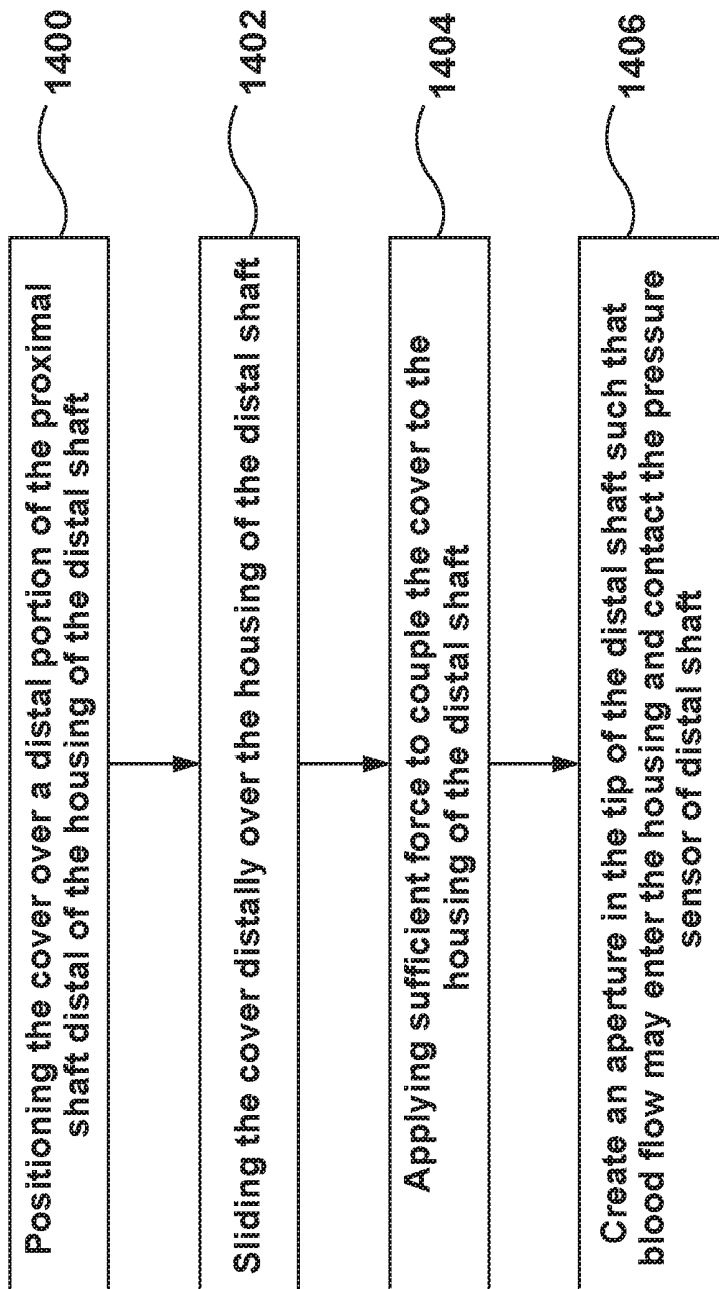 Positioning the cover over a distal portion of the proximal
shaft distal of the housing of the distal shaft
1400
Sliding the cover distally over the housing of the distal shaft
1402
Applying sufficient force to couple the cover to the
housing of the distal shaft
1404
Create an aperture in the tip of the distal shaft such that
blood flow may enter the housing and contact the pressure
sensor of distal shaft
1406